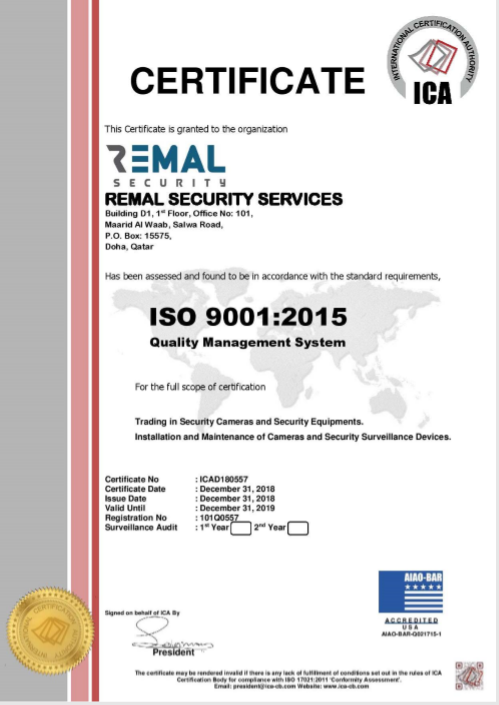 CERTIFICATE
INTERNATIONAL CERTIFICATION AUTHORITY
ICA
This Certificate is granted to the organization
REMAL
SECURITY
REMAL SECURITY SERVICES
Building D1, 1st Floor, Office No: 101,
Maarid Al Waab, Salwa Road,
P.O. Box: 15575,
Doha, Qatar
Has been assessed and found to be in accordance with the standard requirements,
ISO 9001:2015
Quality Management System
For the full scope of certification
Trading in Security Cameras and Security Equipments.
Installation and Maintenance of Cameras and Security Surveillance Devices.
Certificate No : ICAD180557
Certificate Date : December 31, 2018
Issue Date : December 31, 2018
Valid Until : December 31, 2019
Registration No : 101Q0557
Surveillance Audit : 1st Year 2nd Year
AIAO-BAR
ACCREDITED
USA
AIAO-BAR-Q021715-1
Signed on behalf of ICA By
President
The certificate may be rendered invalid if there is any lack of fulfillment of conditions set out in the rules of ICA
Certification Body for compliance with ISO 17021:2011 'Conformity Assessment'.
Email: president@ica-cb.com Website: www.ica-cb.com